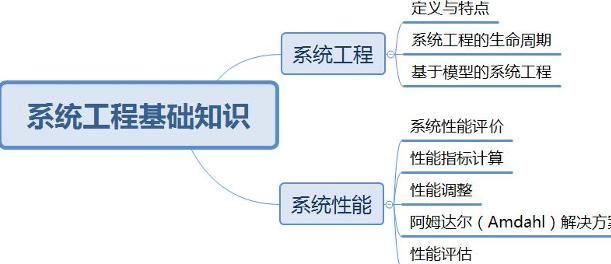 系统工程基础知识
系统工程
定义与特点
系统工程的生命周期
基于模型的系统工程
系统性能
系统性能评价
性能指标计算
性能调整
阿姆达尔（Amdahl）解决方案
性能评估